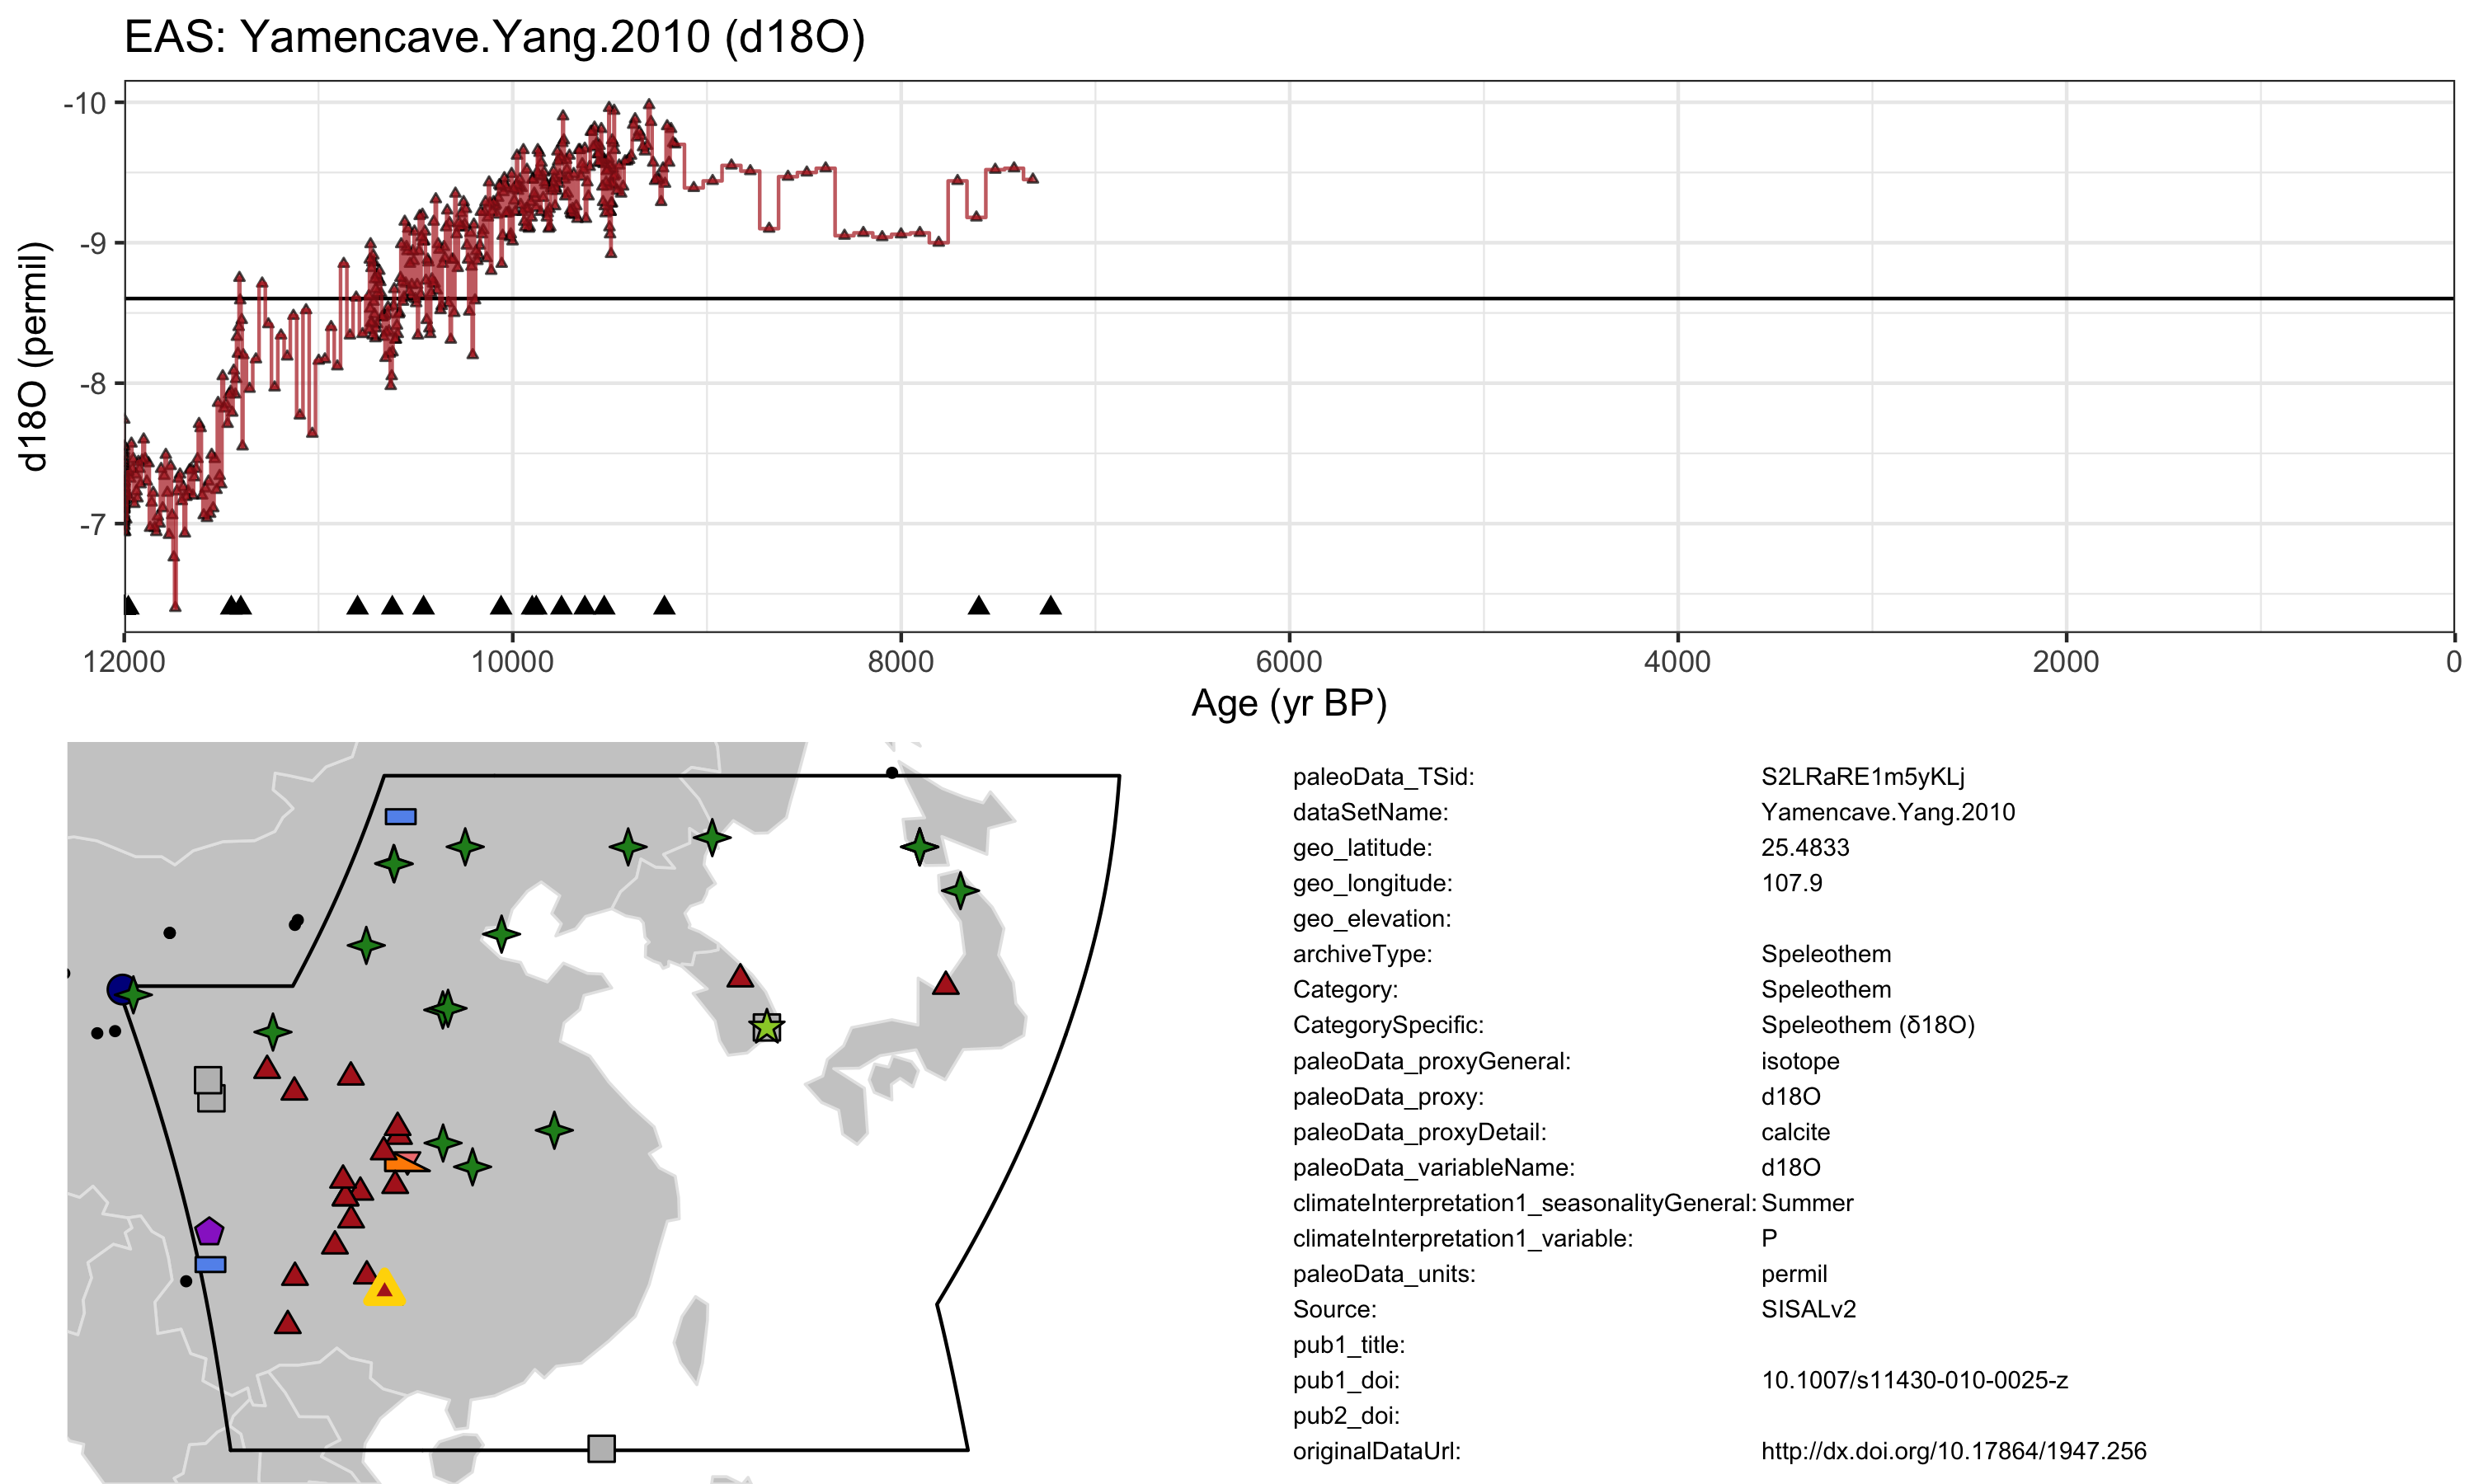 EAS: Yamencave.Yang.2010 (d18O)
d18O (permil)
-10
-9
-8
-7
12000 10000 8000 6000 4000 2000 0
Age (yr BP)
paleoData_TSid: S2LRaRE1m5yKLj
dataSetName: Yamencave.Yang.2010
geo_latitude: 25.4833
geo_longitude: 107.9
geo_elevation:
archiveType: Speleothem
Category: Speleothem
CategorySpecific: Speleothem (δ18O)
paleoData_proxyGeneral: isotope
paleoData_proxy: d18O
paleoData_proxyDetail: calcite
paleoData_variableName: d18O
climateInterpretation1_seasonalityGeneral: Summer
climateInterpretation1_variable: P
paleoData_units: permil
Source: SISALv2
pub1_title:
pub1_doi: 10.1007/s11430-010-0025-z
pub2_doi:
originalDataUrl: http://dx.doi.org/10.17864/1947.256